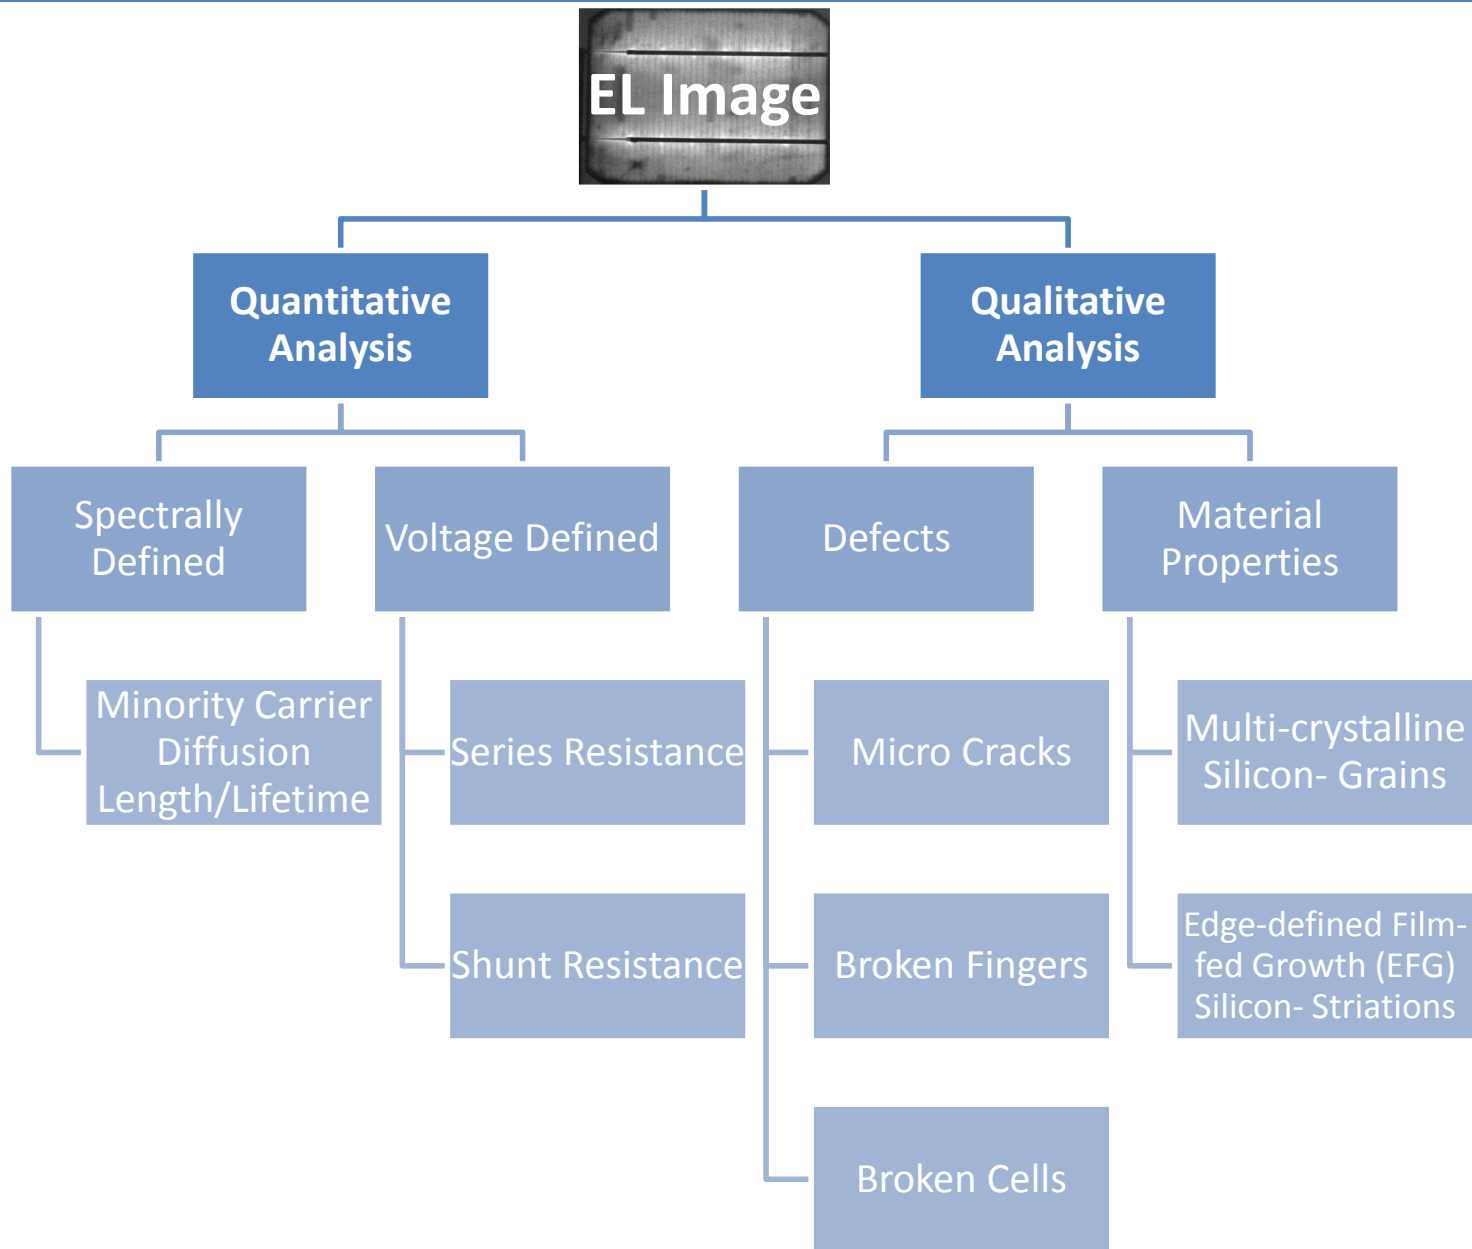 EL Image
Quantitative
Analysis
Qualitative
Analysis
Spectrally
Defined
Voltage Defined
Defects
Material
Properties
Minority Carrier
Diffusion
Length/Lifetime
Series Resistance
Micro Cracks
Multi-crystalline
Silicon- Grains
Shunt Resistance
Broken Fingers
Edge-defined Film-
fed Growth (EFG)
Silicon- Striations
Broken Cells